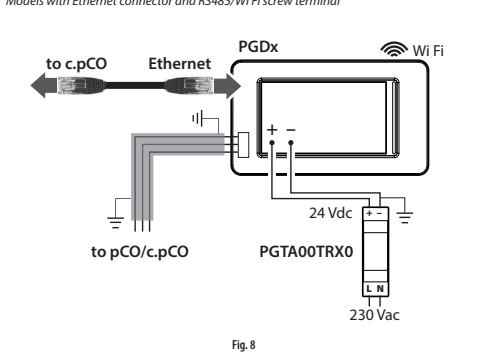 Models with Ethernet connector and RS485/Wi Fi screw terminal
PGDx
Wi Fi
to c.pCO
Ethernet
+ −
24 Vdc
+ −
to pCO/c.pCO
PGTA00TRX0
L N
230 Vac
Fig. 8